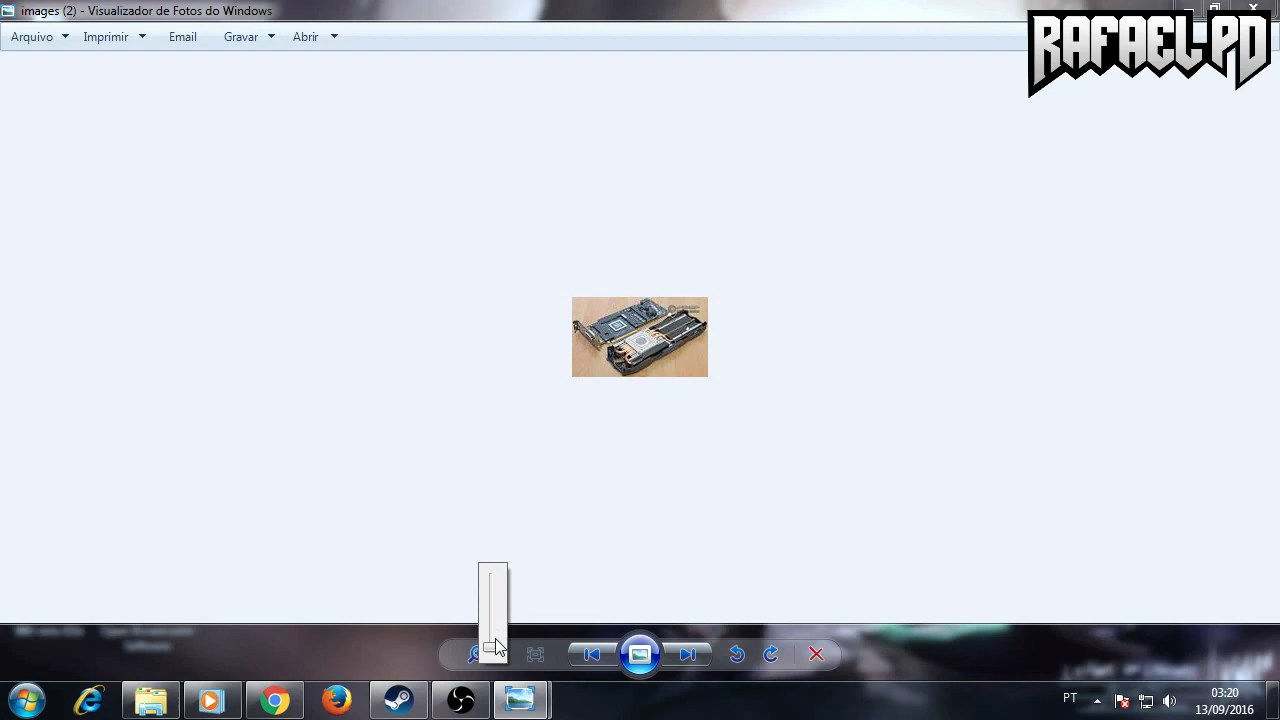 images (2) - Visualizador de Fotos do Windows
Arquivo
Imprimir
Email
Gravar
Abrir
RAFAEL PD
PT
03:20
13/09/2016